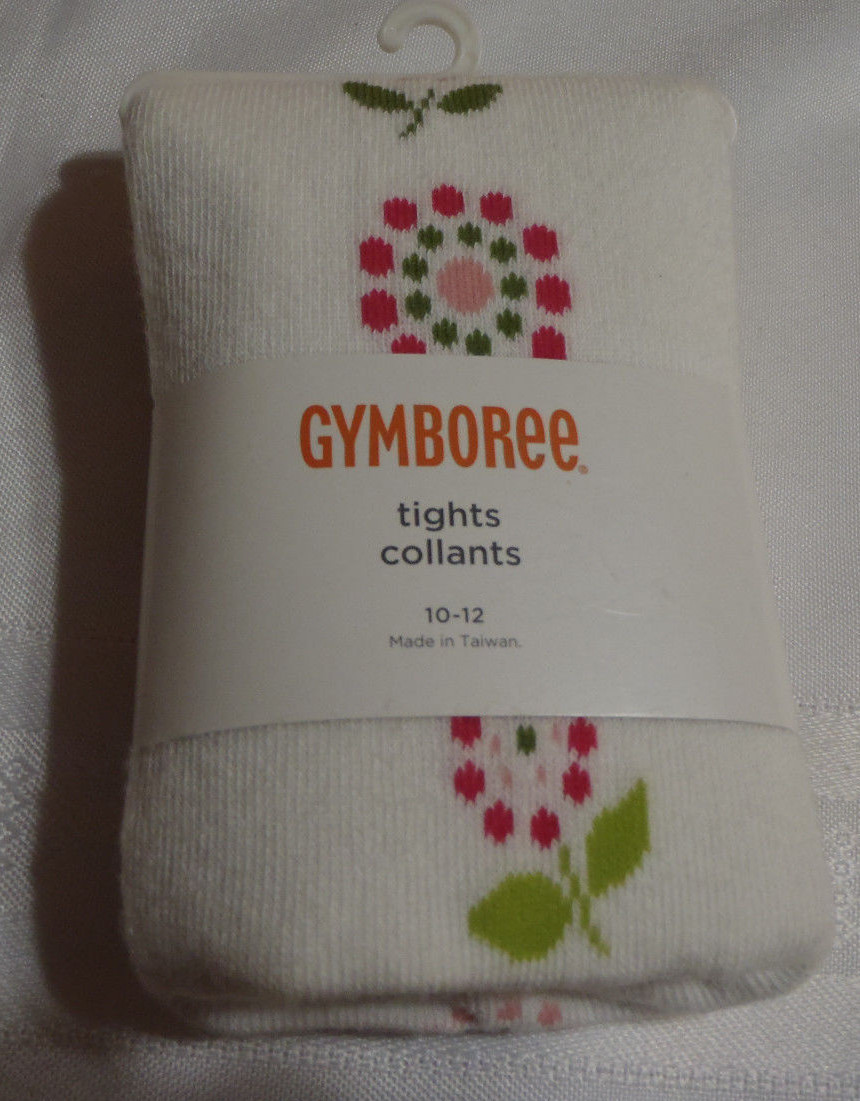 GYMBOREE®
tights
collants
10-12
Made in Taiwan.